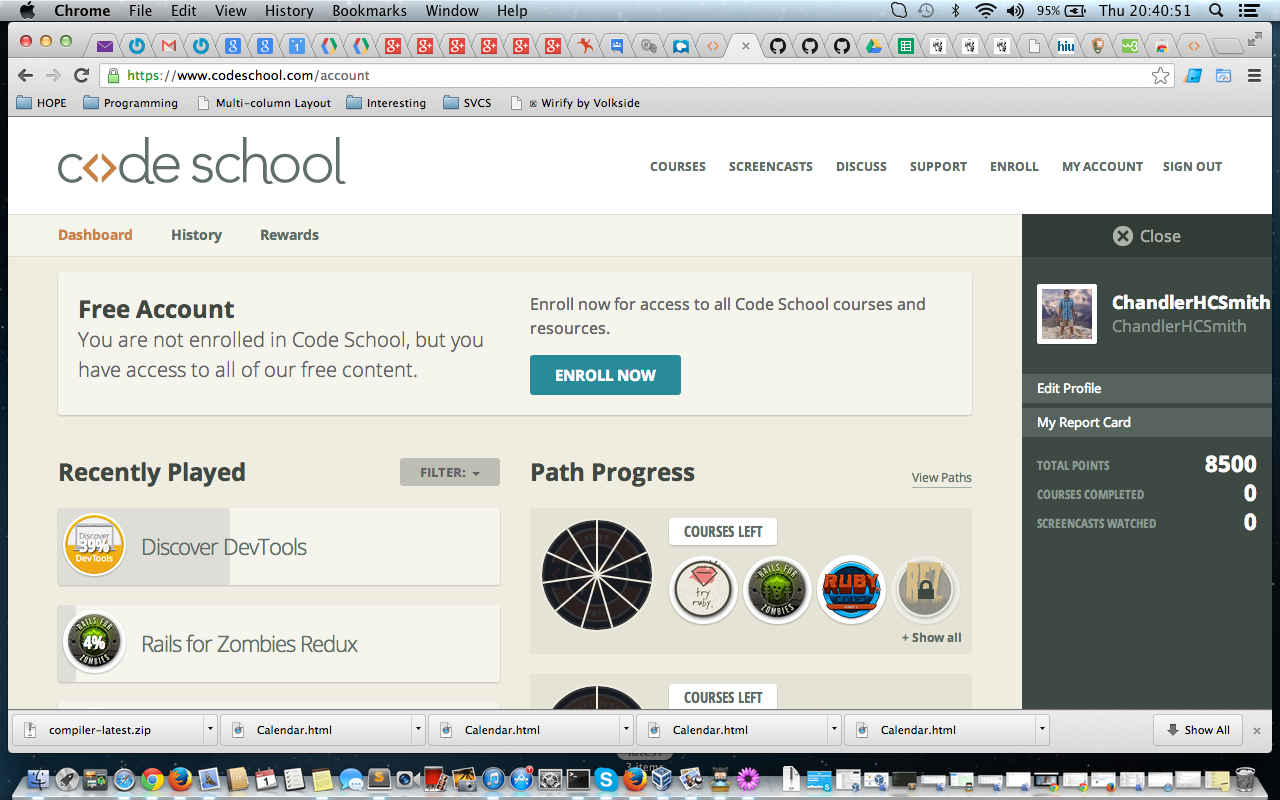 Chrome File Edit View History Bookmarks Window Help 95% Thu 20:40:51
https://www.codeschool.com/account
HOPE Programming Multi-column Layout Interesting SVCS Wirify by Volkside
code school
COURSES SCREENCASTS DISCUSS SUPPORT ENROLL MY ACCOUNT SIGN OUT
Dashboard History Rewards
Close
Free Account
You are not enrolled in Code School, but you
have access to all of our free content.
Enroll now for access to all Code School courses and
resources.
ENROLL NOW
ChandlerHCSmith
ChandlerHCSmith
Edit Profile
My Report Card
TOTAL POINTS 8500
COURSES COMPLETED 0
SCREENCASTS WATCHED 0
Recently Played
FILTER:
Discover
39%
DevTools
Discover DevTools
RAILS FOR
4%
ZOMBIES
Rails for Zombies Redux
Path Progress
View Paths
COURSES LEFT
try
ruby.
RAILS FOR
ZOMBIES
RUBY
+ Show all
COURSES LEFT
compiler-latest.zip Calendar.html Calendar.html Calendar.html Calendar.html Show All
3 items